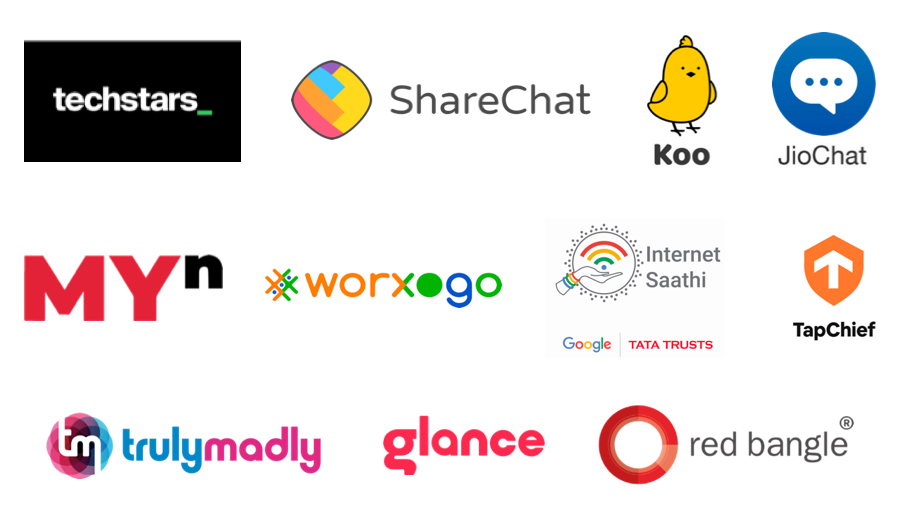 techstars_
ShareChat
Koo
JioChat
MYn
worxogo
Internet
Saathi
Google | TATA TRUSTS
TapChief
tm trulymadly
glance
red bangle®